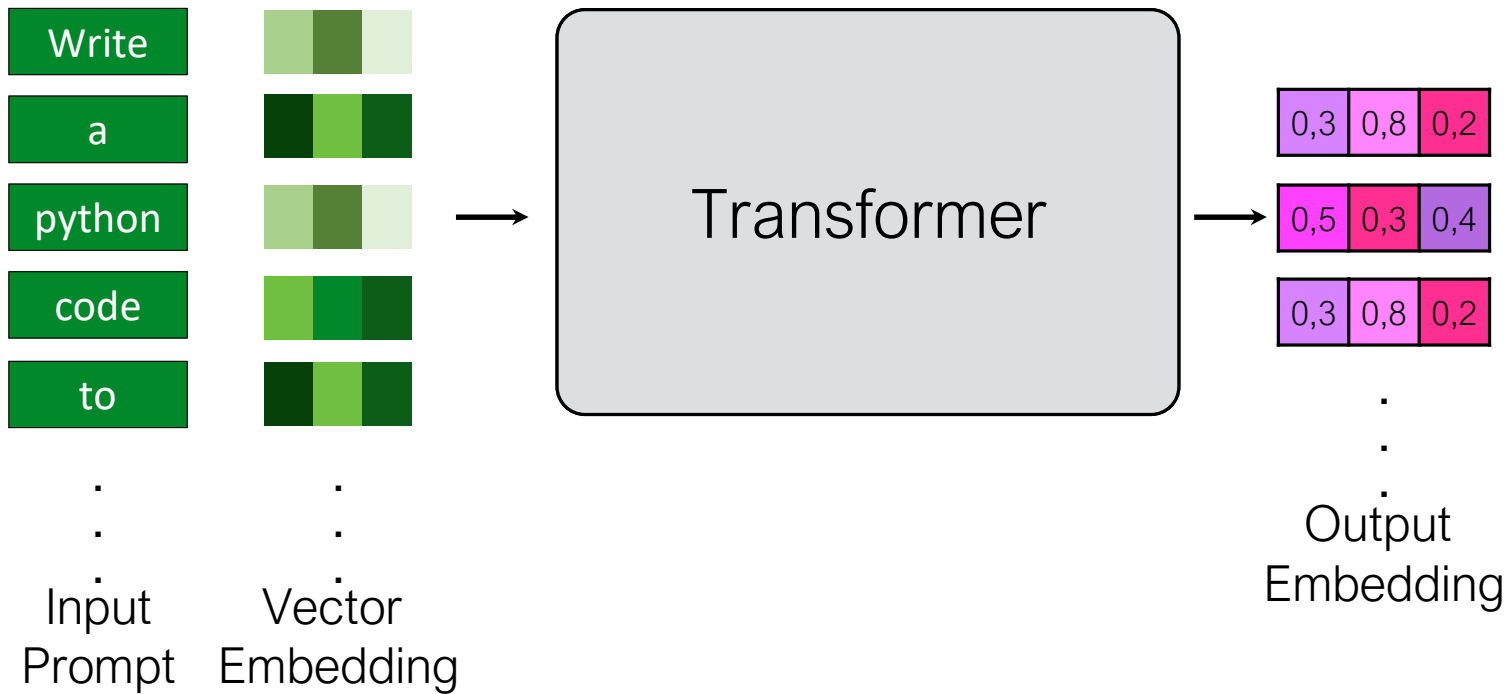 Write
a
python
code
to
.
.
.
Input
Prompt
.
.
.
Vector
Embedding
Transformer
0,3 0,8 0,2
0,5 0,3 0,4
0,3 0,8 0,2
.
.
.
Output
Embedding